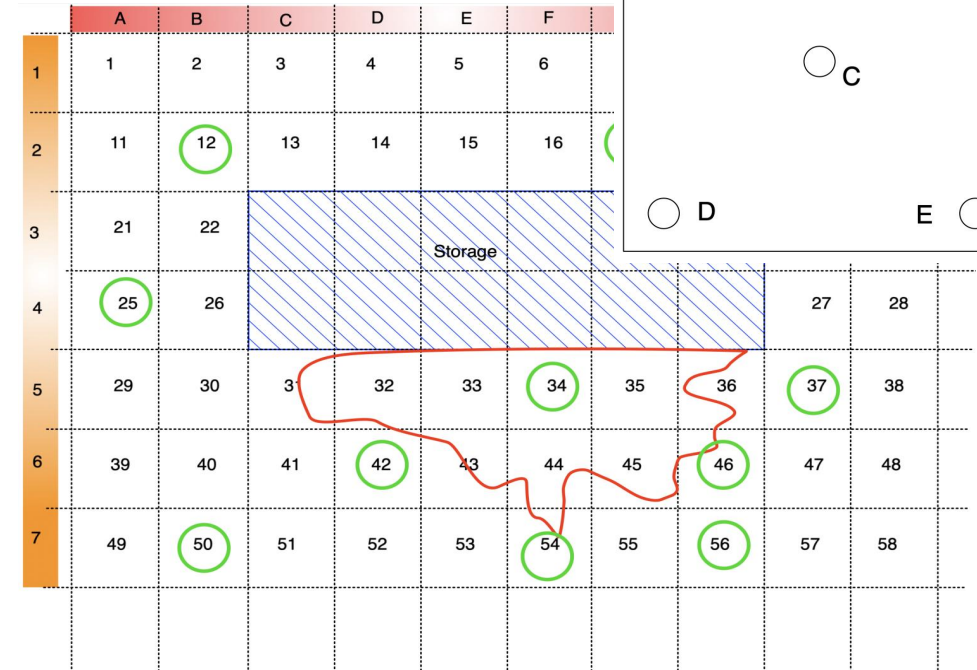 A B C D E F
1 1 2 3 4 5 6
C
2 11 12 13 14 15 16
D E
3 21 22
Storage
4 25 26 27 28
5 29 30 31 32 33 34 35 36 37 38
6 39 40 41 42 43 44 45 46 47 48
7 49 50 51 52 53 54 55 56 57 58